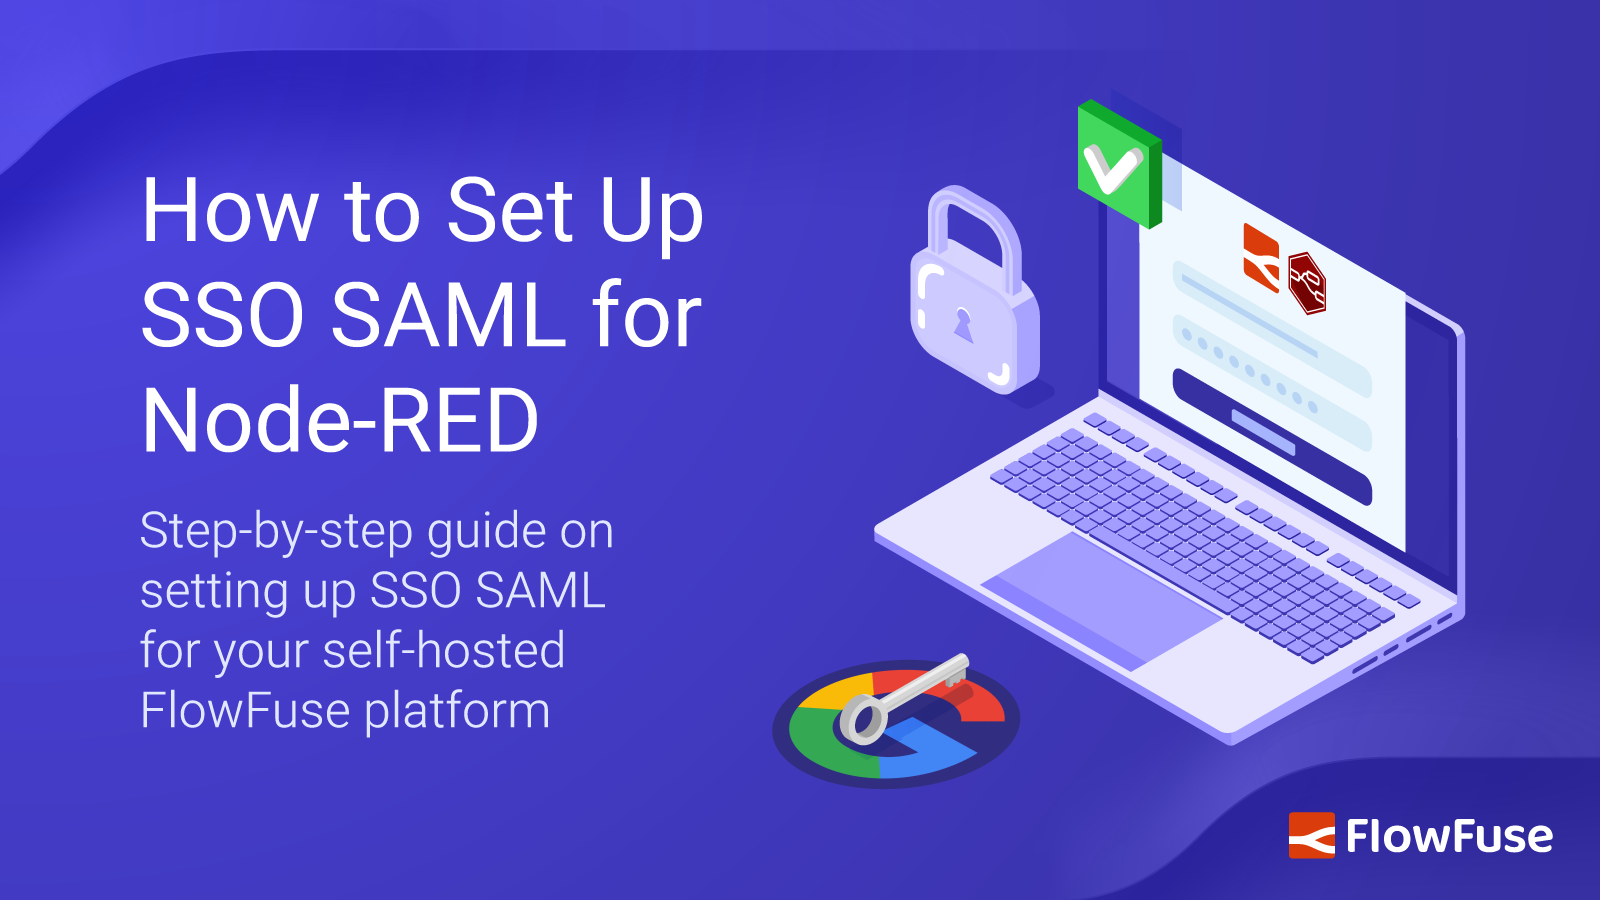 How to Set Up
SSO SAML for
Node-RED
Step-by-step guide on
setting up SSO SAML
for your self-hosted
FlowFuse platform
FlowFuse